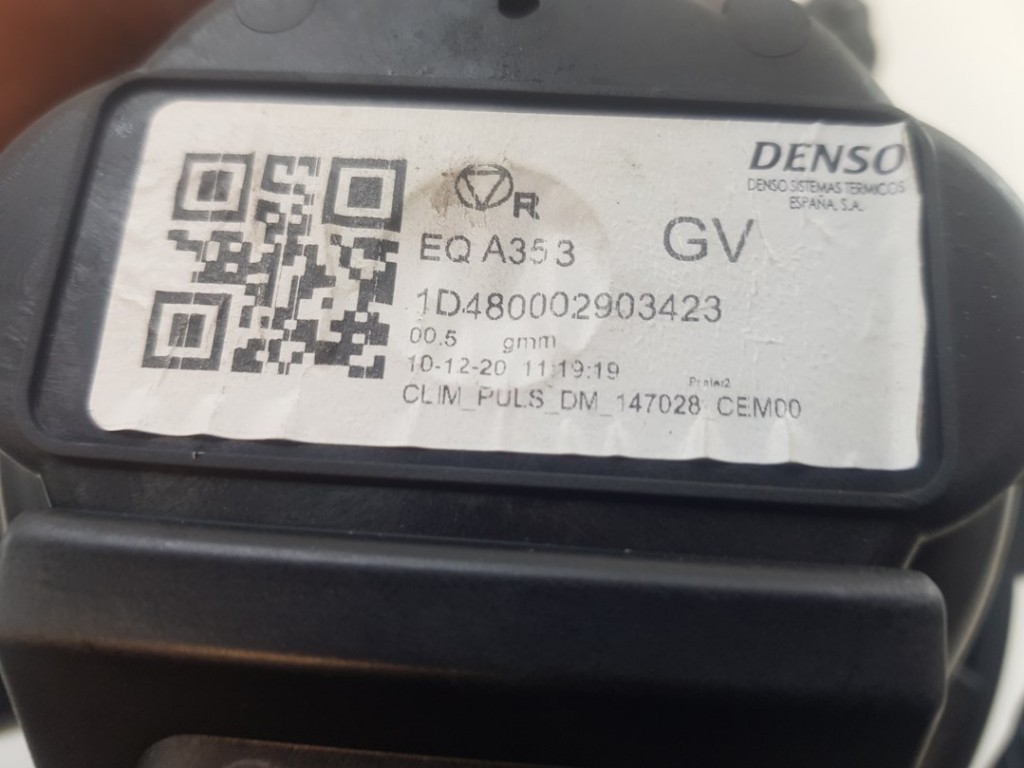 DENSO
DENSO SISTEMAS TERMICOS
ESPAÑA, S.A.
R
EQ A353
GV
1D480002903423
00.5 gmm
10-12-20 11:19:19
CLIM_PULS_DM_147028_CEM00